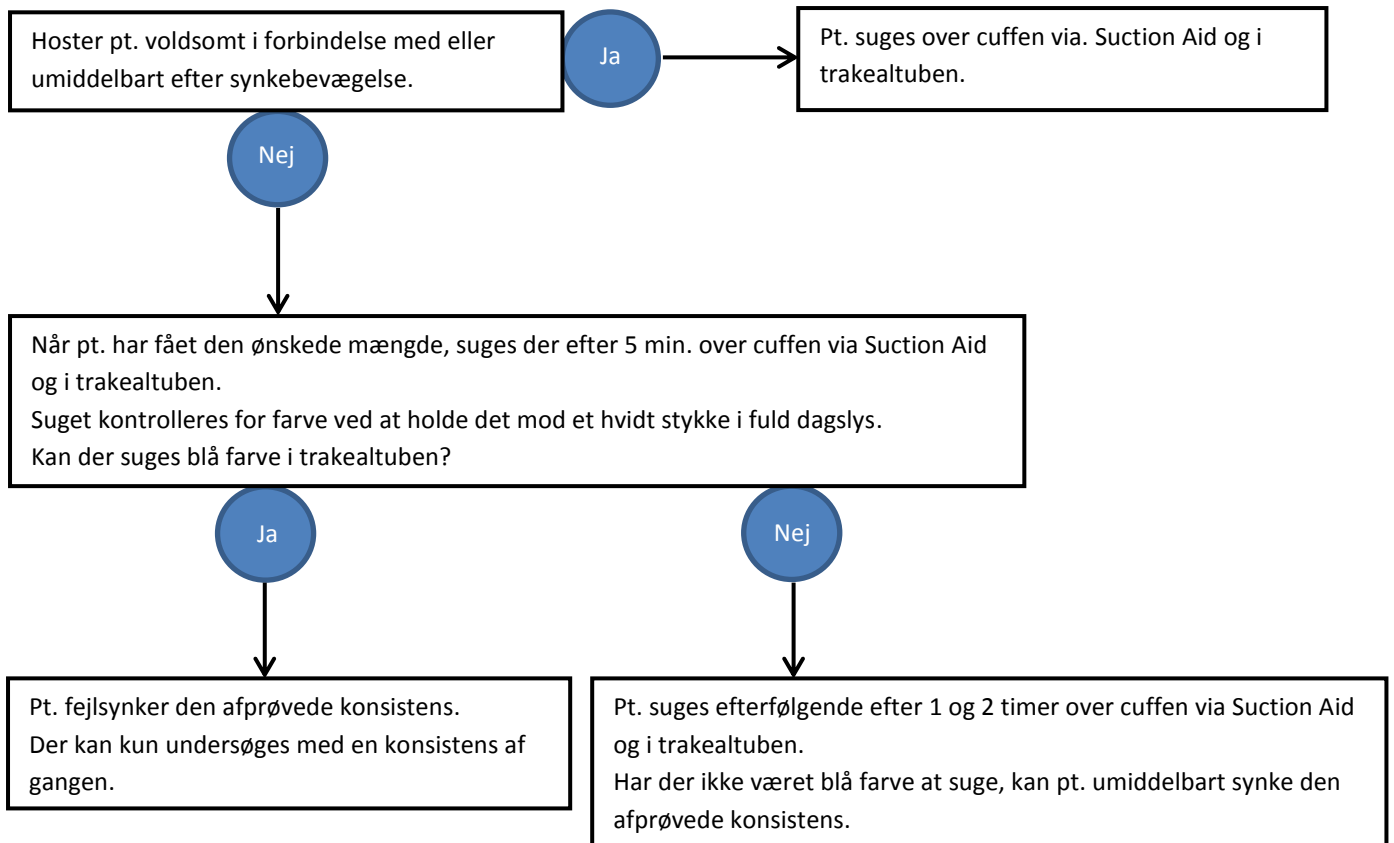 Hoster pt. voldsomt i forbindelse med eller
umiddelbart efter synkebevægelse.
Ja
Pt. suges over cuffen via. Suction Aid og i
trakealtuben.
Nej
Når pt. har fået den ønskede mængde, suges der efter 5 min. over cuffen via Suction Aid
og i trakealtuben.
Suget kontrolleres for farve ved at holde det mod et hvidt stykke i fuld dagslys.
Kan der suges blå farve i trakealtuben?
Ja
Nej
Pt. fejlsynker den afprøvede konsistens.
Der kan kun undersøges med en konsistens af
gangen.
Pt. suges efterfølgende efter 1 og 2 timer over cuffen via Suction Aid
og i trakealtuben.
Har der ikke været blå farve at suge, kan pt. umiddelbart synke den
afprøvede konsistens.